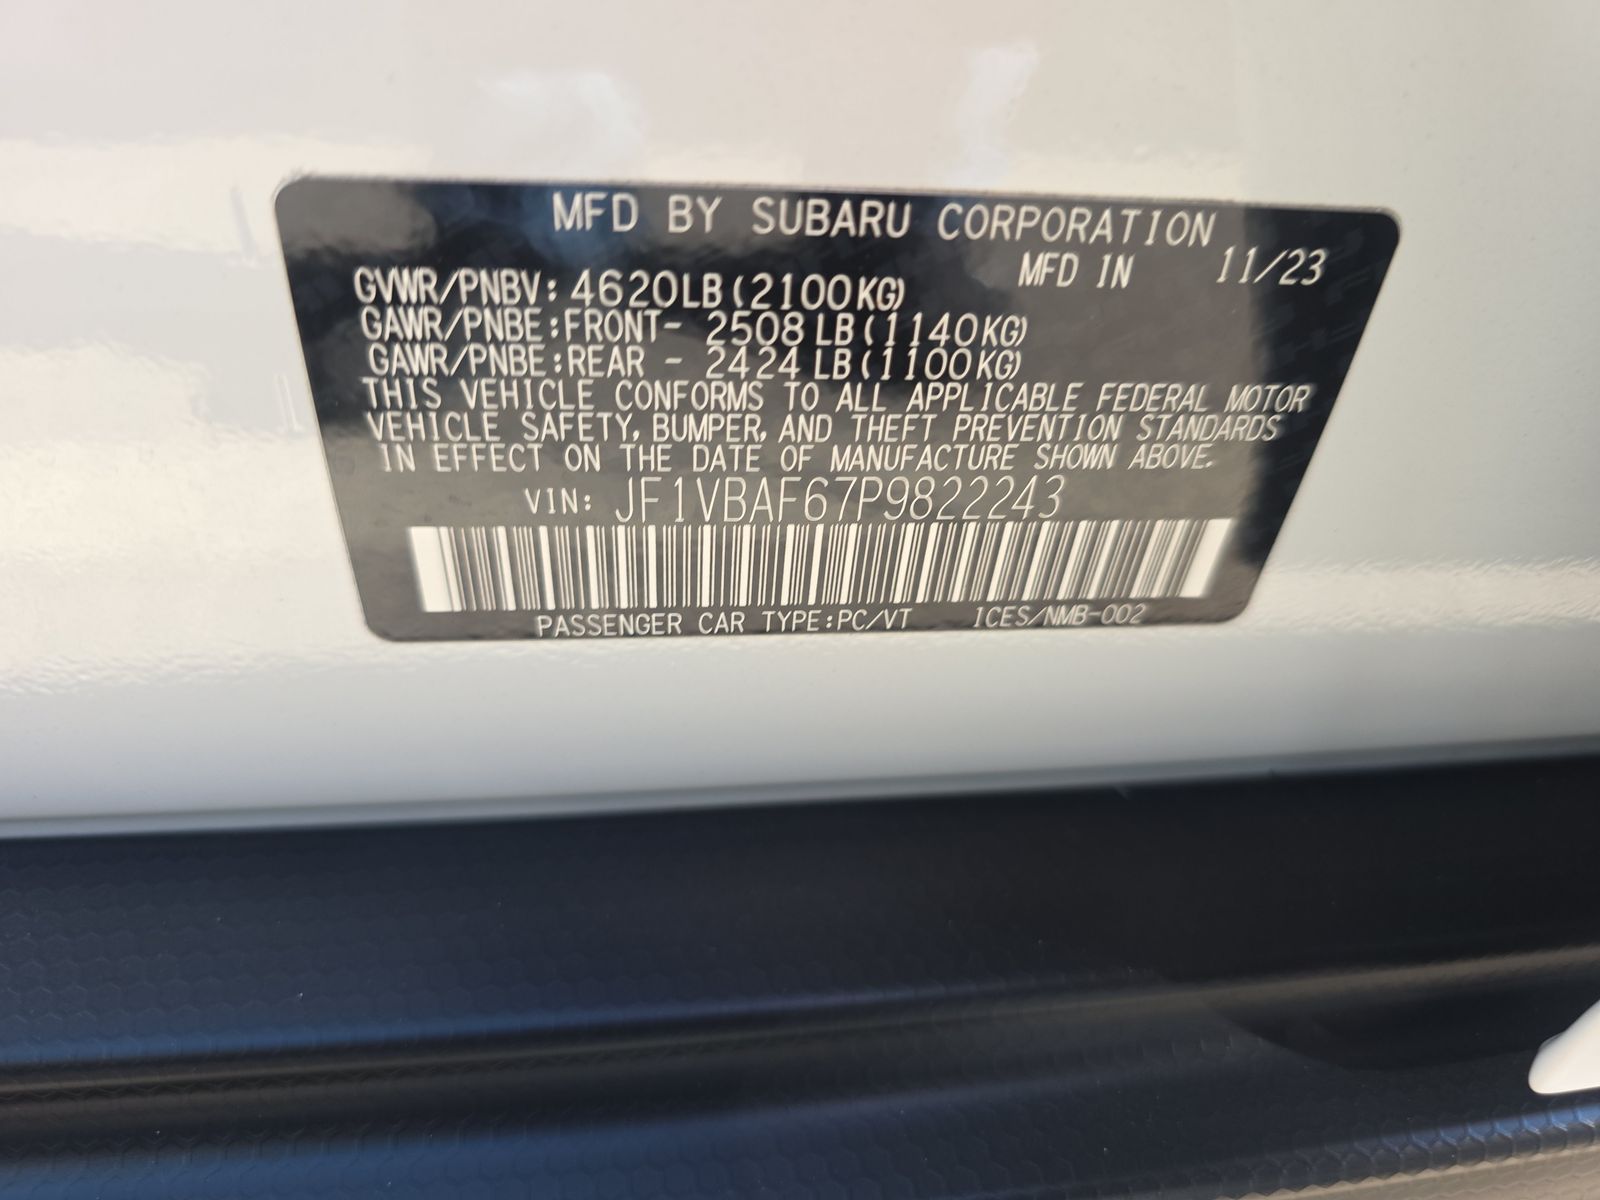 MFD BY SUBARU CORPORATION
MFD IN 11/23
GVWR/PNBV: 4620LB(2100KG)
GAWR/PNBE:FRONT- 2508LB(1140KG)
GAWR/PNBE:REAR - 2424LB(1100KG)
THIS VEHICLE CONFORMS TO ALL APPLICABLE FEDERAL MOTOR
VEHICLE SAFETY, BUMPER, AND THEFT PREVENTION STANDARDS
IN EFFECT ON THE DATE OF MANUFACTURE SHOWN ABOVE.
VIN: JF1VBAF67P9822243
PASSENGER CAR TYPE:PC/VT ICES/NMB-002